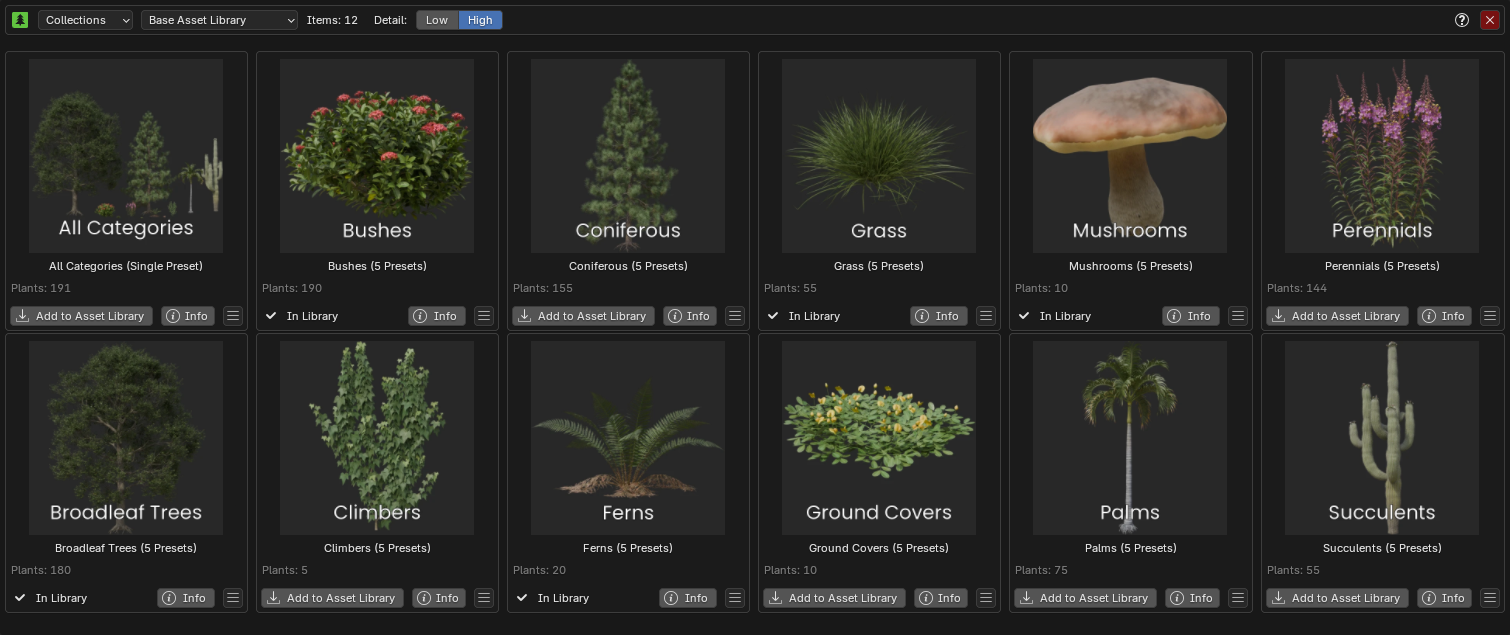 Collections Base Asset Library Items: 12 Detail: Low High
All Categories Bushes Coniferous Grass Mushrooms Perennials
All Categories (Single Preset) Bushes (5 Presets) Coniferous (5 Presets) Grass (5 Presets) Mushrooms (5 Presets) Perennials (5 Presets)
Plants: 191 Plants: 190 Plants: 155 Plants: 55 Plants: 10 Plants: 144
Add to Asset Library Info In Library Info Add to Asset Library Info In Library Info In Library Info Add to Asset Library Info
Broadleaf Trees Climbers Ferns Ground Covers Palms Succulents
Broadleaf Trees (5 Presets) Climbers (5 Presets) Ferns (5 Presets) Ground Covers (5 Presets) Palms (5 Presets) Succulents (5 Presets)
Plants: 180 Plants: 5 Plants: 20 Plants: 10 Plants: 75 Plants: 55
In Library Info Add to Asset Library Info In Library Info Add to Asset Library Info Add to Asset Library Info Add to Asset Library Info